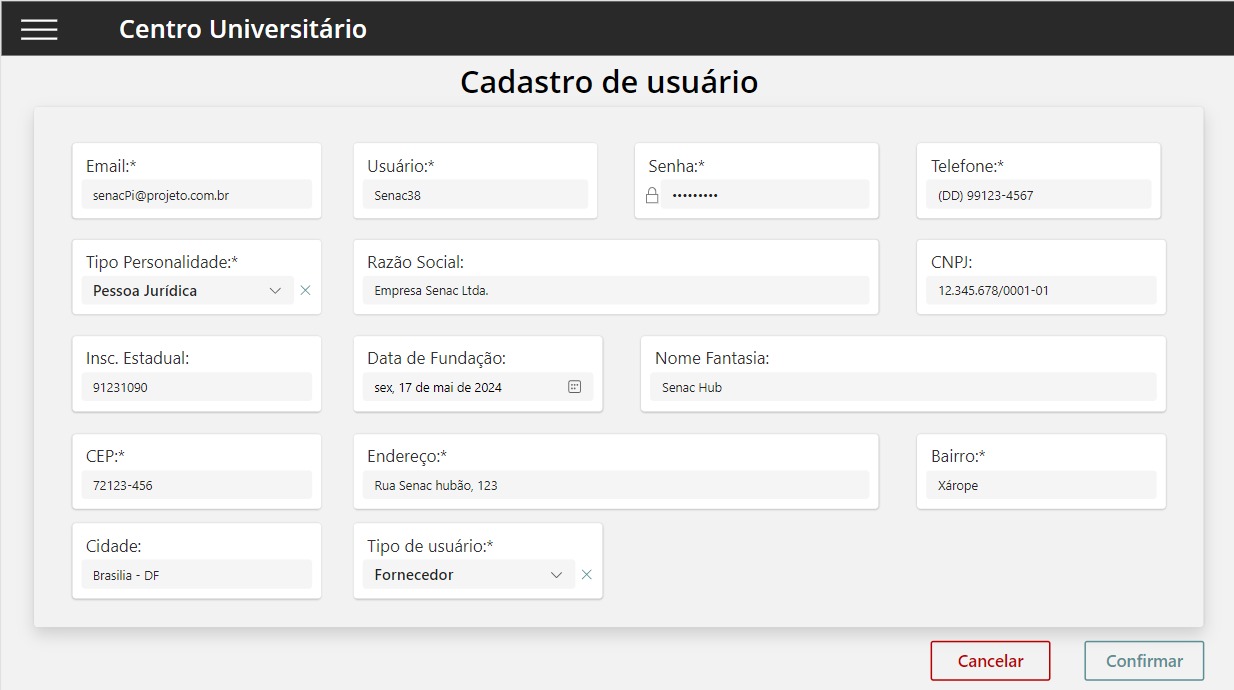 Centro Universitário
Cadastro de usuário
Email:*
senacPi@projeto.com.br
Usuário:*
Senac38
Senha:*
•••••••••
Telefone:*
(DD) 99123-4567
Tipo Personalidade:*
Pessoa Jurídica
Razão Social:
Empresa Senac Ltda.
CNPJ:
12.345.678/0001-01
Insc. Estadual:
91231090
Data de Fundação:
sex, 17 de mai de 2024
Nome Fantasia:
Senac Hub
CEP:*
72123-456
Endereço:*
Rua Senac hubão, 123
Bairro:*
Xárope
Cidade:
Brasilia - DF
Tipo de usuário:*
Fornecedor
Cancelar
Confirmar